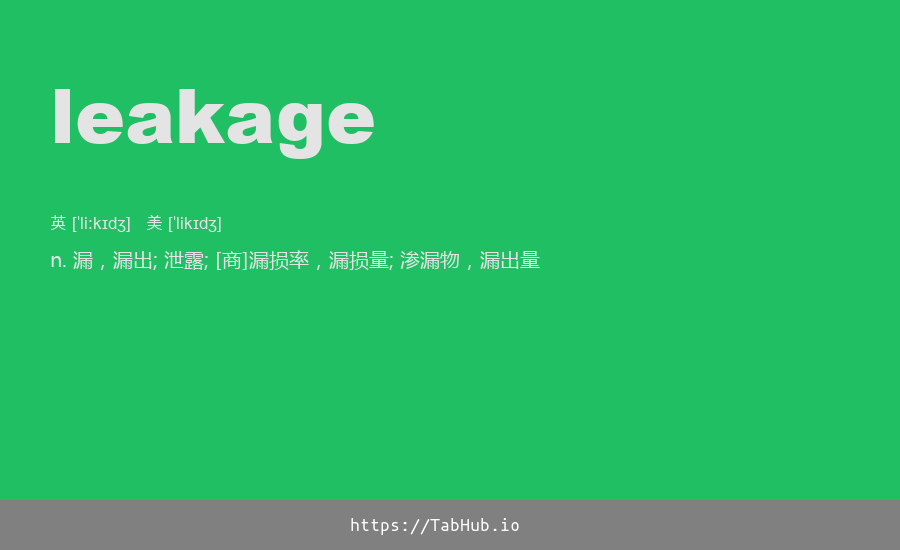 leakage
英 [ˈliːkɪdʒ] 美 [ˈlikɪdʒ]
n. 漏，漏出; 泄露; [商]漏损率，漏损量; 渗漏物，漏出量
https://TabHub.io